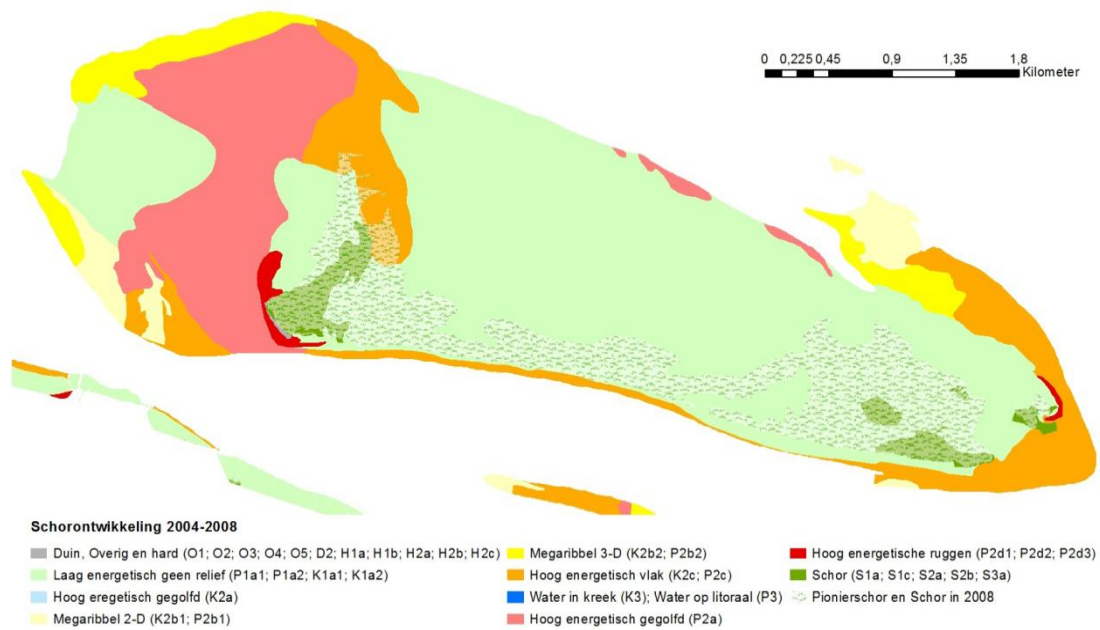 0 0,225 0,45 0,9 1,35 1,8
Kilometer
Schorontwikkeling 2004-2008
Duin, Overig en hard (O1; O2; O3; O4; O5; D2; H1a; H1b; H2a; H2b; H2c)
Laag energetisch geen relief (P1a1; P1a2; K1a1; K1a2)
Hoog eregetisch gegolfd (K2a)
Megaribbel 2-D (K2b1; P2b1)
Megaribbel 3-D (K2b2; P2b2)
Hoog energetisch vlak (K2c; P2c)
Water in kreek (K3); Water op litoraal (P3)
Hoog energetisch gegolfd (P2a)
Hoog energetische ruggen (P2d1; P2d2; P2d3)
Schor (S1a; S1c; S2a; S2b; S3a)
Pionierschor en Schor in 2008